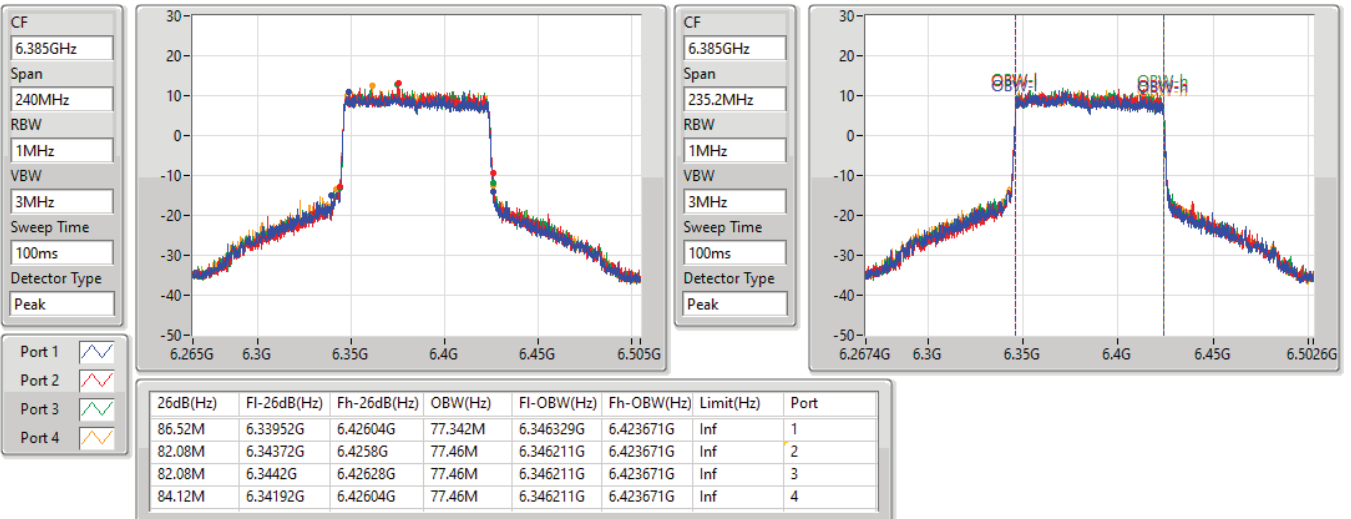 CF
6.385GHz
Span
240MHz
RBW
1MHz
VBW
3MHz
Sweep Time
100ms
Detector Type
Peak
30
20
10
0
-10
-20
-30
-40
-50
6.265G 6.3G 6.35G 6.4G 6.45G 6.505G
CF
6.385GHz
Span
235.2MHz
RBW
1MHz
VBW
3MHz
Sweep Time
100ms
Detector Type
Peak
30
20
10
0
-10
-20
-30
-40
-50
OBW-l OBW-h
6.2674G 6.3G 6.35G 6.4G 6.45G 6.5026G
Port 1
Port 2
Port 3
Port 4
26dB(Hz) Fl-26dB(Hz) Fh-26dB(Hz) OBW(Hz) Fl-OBW(Hz) Fh-OBW(Hz) Limit(Hz) Port
86.52M 6.33952G 6.42604G 77.342M 6.346329G 6.423671G Inf 1
82.08M 6.34372G 6.4258G 77.46M 6.346211G 6.423671G Inf 2
82.08M 6.3442G 6.42628G 77.46M 6.346211G 6.423671G Inf 3
84.12M 6.34192G 6.42604G 77.46M 6.346211G 6.423671G Inf 4